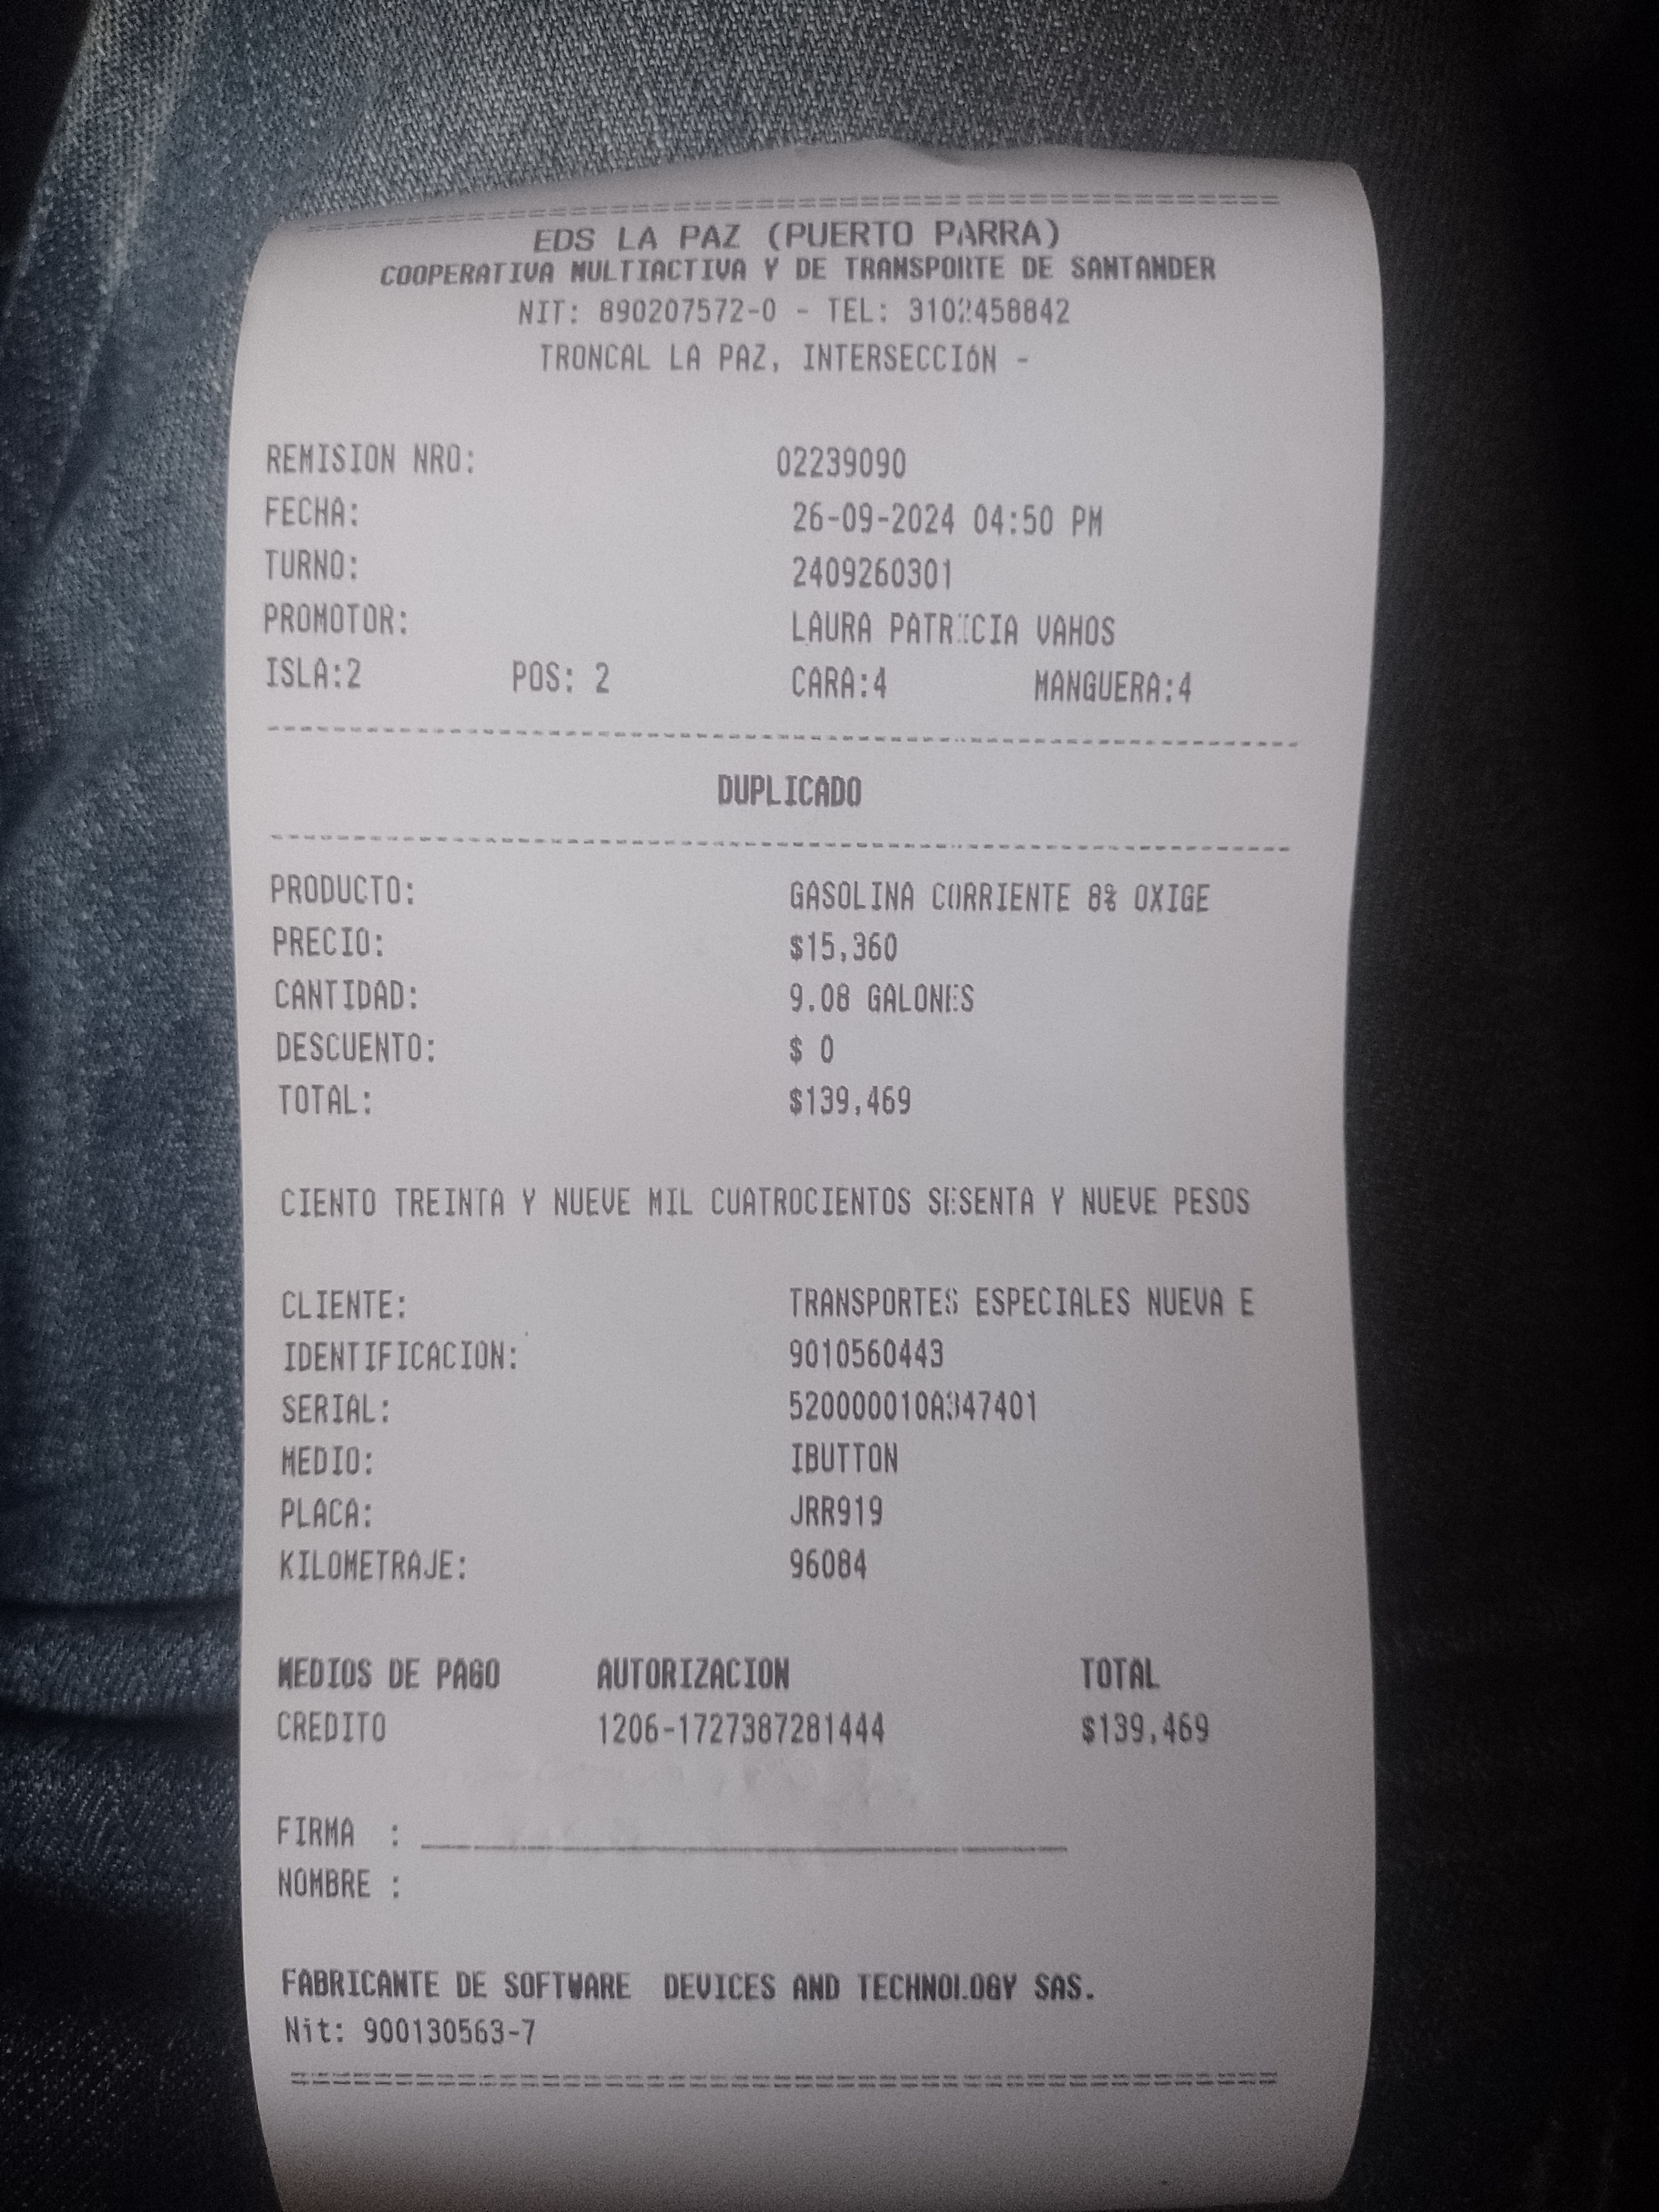 ================================================
EDS LA PAZ (PUERTO PARRA)
COOPERATIVA MULTIACTIVA Y DE TRANSPORTE DE SANTANDER
NIT: 890207572-0 - TEL: 3102458842
TRONCAL LA PAZ, INTERSECCIÓN -
REMISION NRO: 02239090
FECHA: 26-09-2024 04:50 PM
TURNO: 2409260301
PROMOTOR: LAURA PATRICIA VAHOS
ISLA:2 POS: 2 CARA:4 MANGUERA:4
DUPLICADO
PRODUCTO: GASOLINA CORRIENTE 8% OXIGE
PRECIO: $15,360
CANTIDAD: 9.08 GALONES
DESCUENTO: $ 0
TOTAL: $139,469
CIENTO TREINTA Y NUEVE MIL CUATROCIENTOS SESENTA Y NUEVE PESOS
CLIENTE: TRANSPORTES ESPECIALES NUEVA E
IDENTIFICACION: 9010560443
SERIAL: 520000010A347401
MEDIO: IBUTTON
PLACA: JRR919
KILOMETRAJE: 96084
MEDIOS DE PAGO AUTORIZACION TOTAL
CREDITO 1206-1727387281444 $139,469
FIRMA :
NOMBRE :
FABRICANTE DE SOFTWARE DEVICES AND TECHNOLOGY SAS.
Nit: 900130563-7
================================================